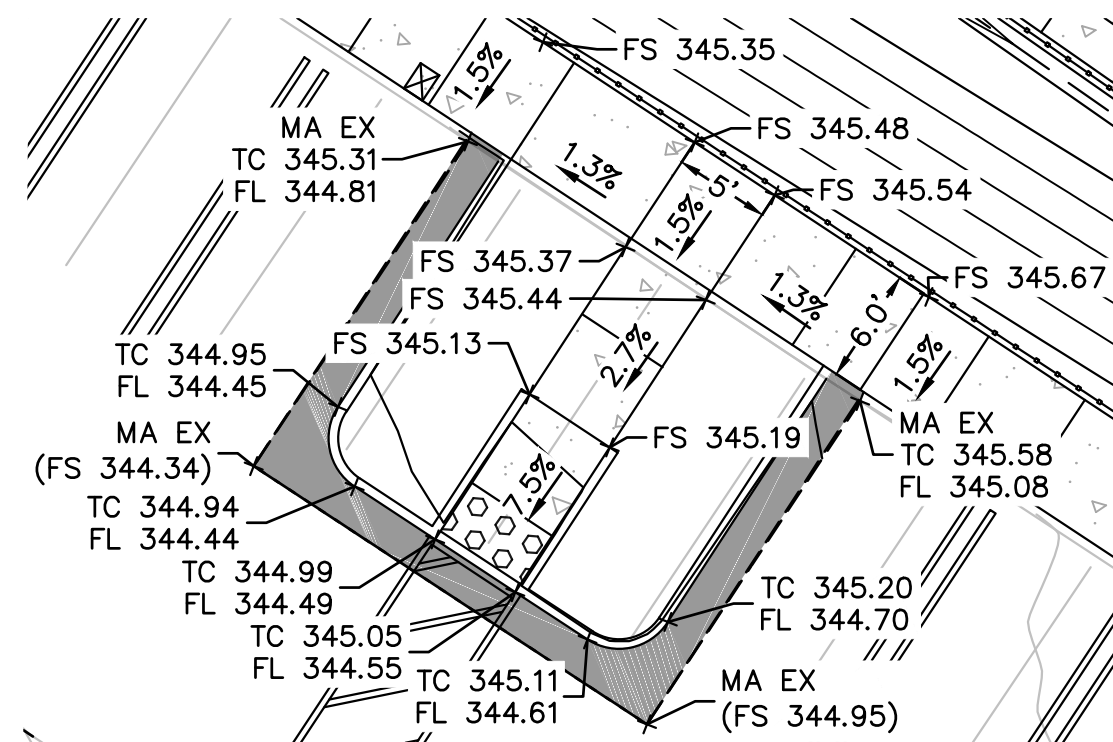 FS 345.35
1.5%
MA EX
TC 345.31
FL 344.81
FS 345.48
1.3%
5'
FS 345.54
1.5%
FS 345.37
FS 345.67
FS 345.44
1.3%
6.0'
FS 345.13
2.7%
1.5%
TC 344.95
FL 344.45
MA EX
TC 345.58
FL 345.08
FS 345.19
MA EX
(FS 344.34)
7.5%
TC 344.94
FL 344.44
TC 344.99
FL 344.49
TC 345.20
FL 344.70
TC 345.05
FL 344.55
TC 345.11
FL 344.61
MA EX
(FS 344.95)